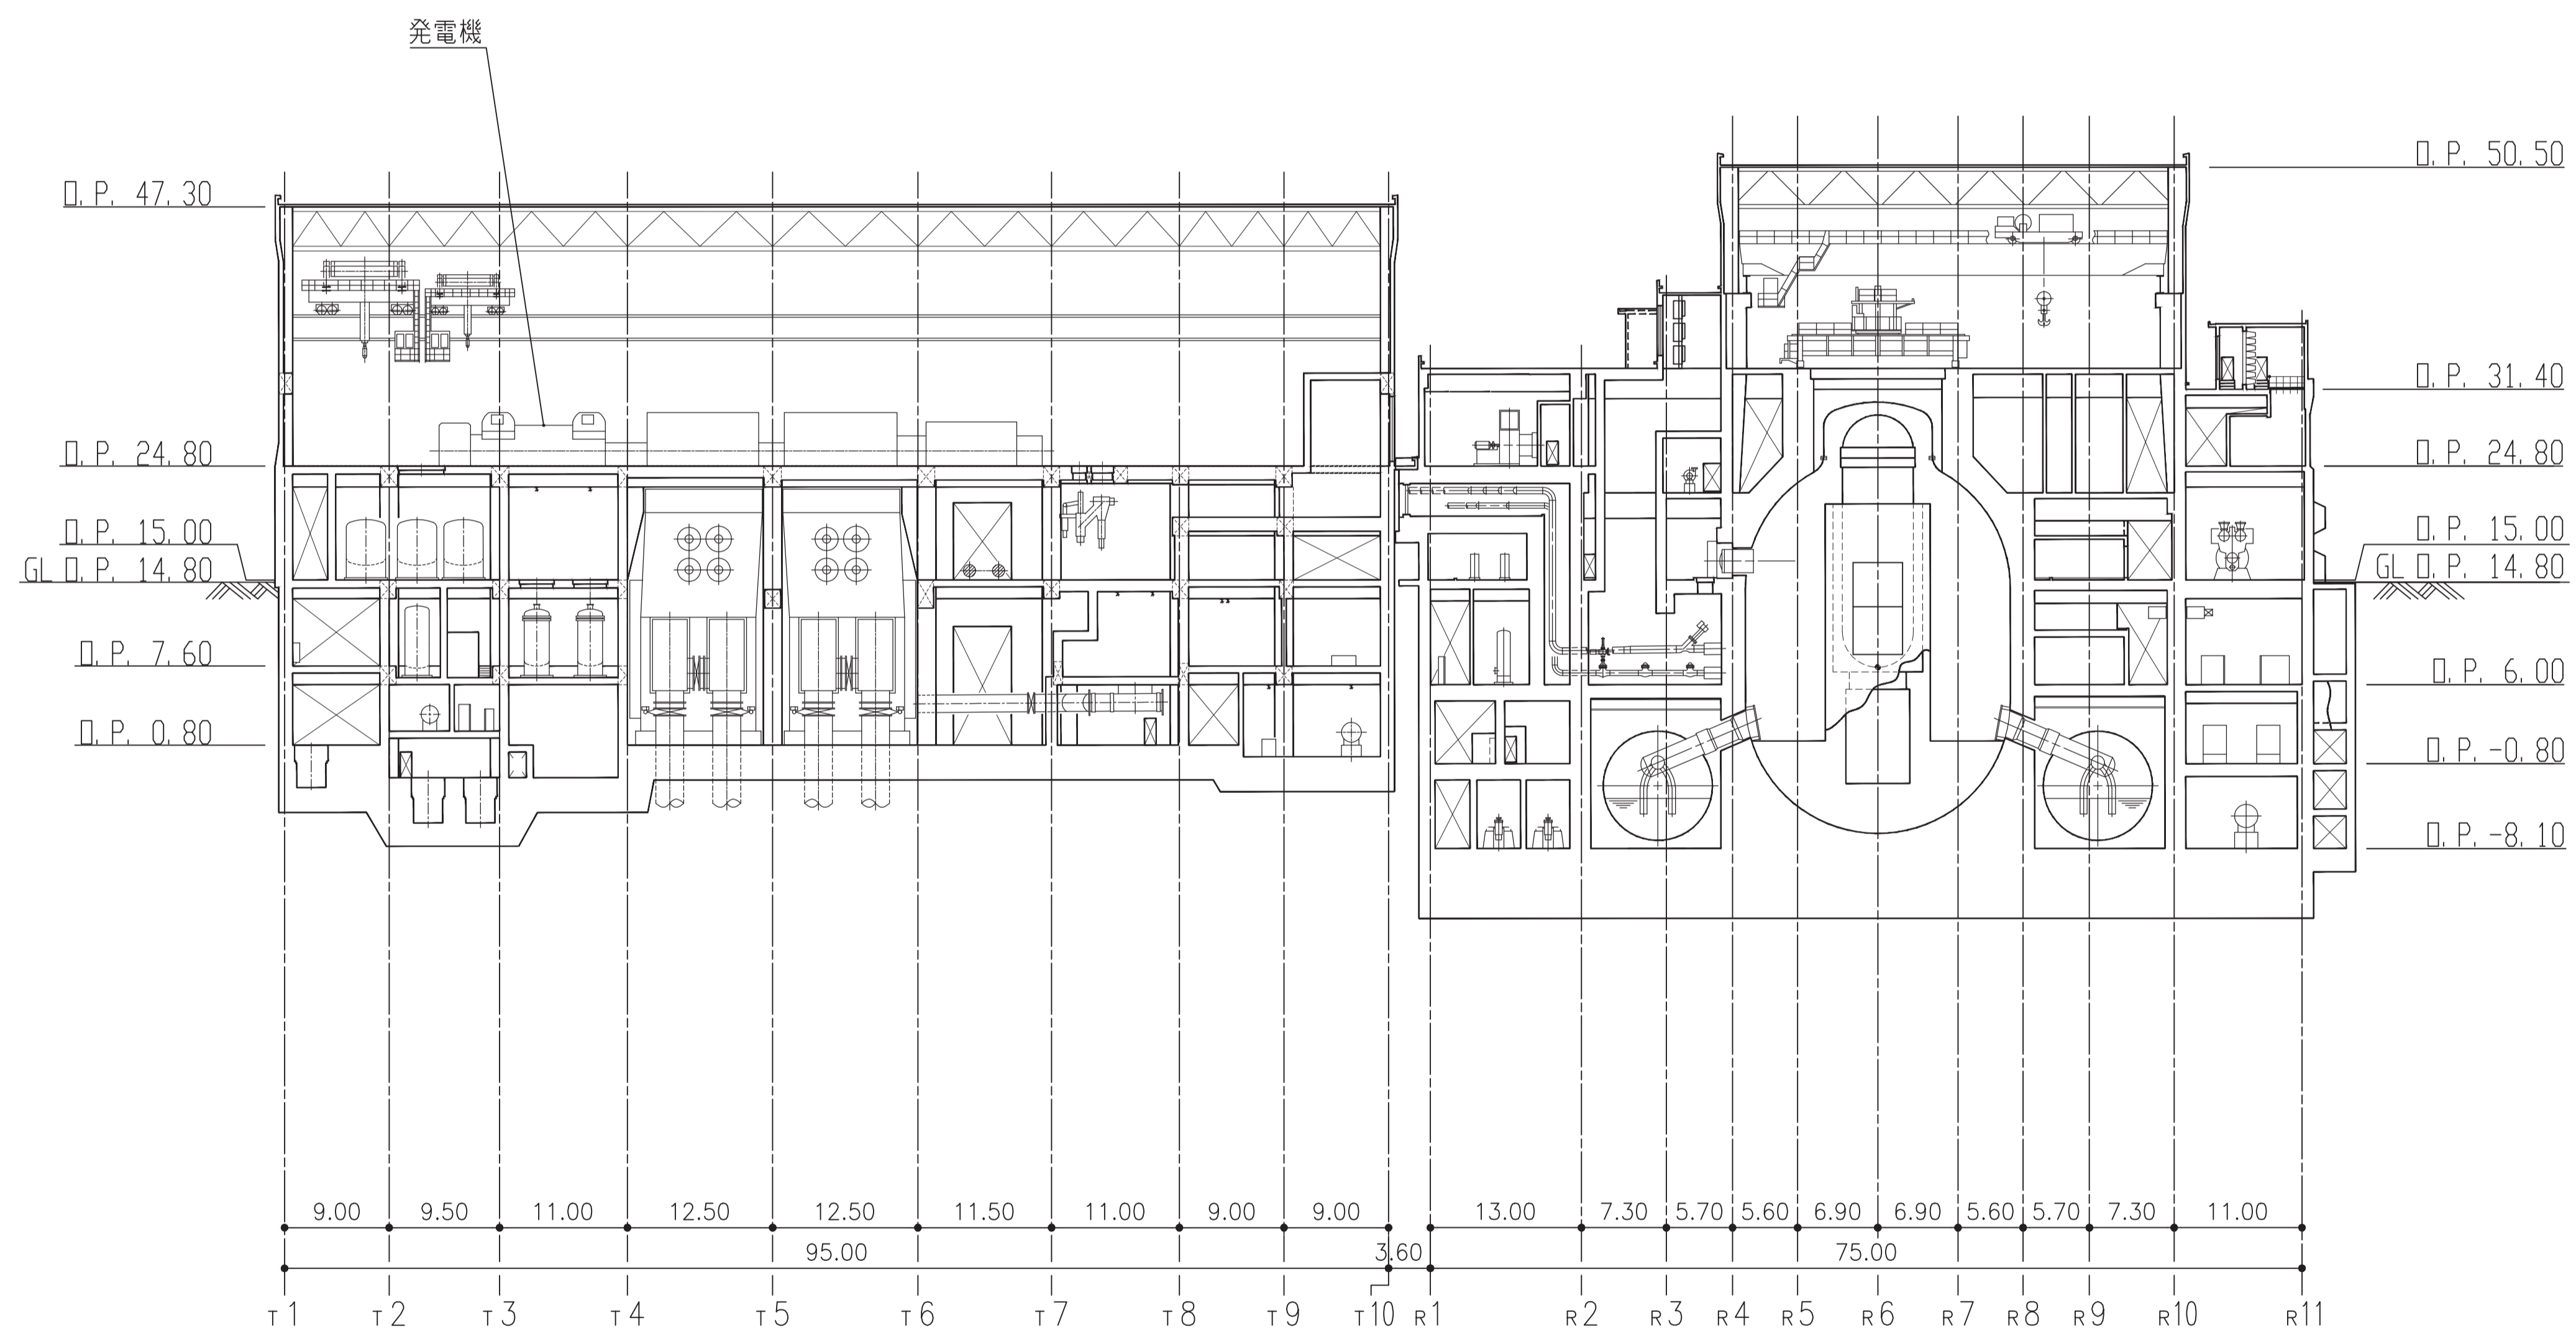 発電機
O.P. 47.30
O.P. 24.80
O.P. 15.00
GL O.P. 14.80
O.P. 7.60
O.P. 0.80
O.P. 50.50
O.P. 31.40
O.P. 24.80
O.P. 15.00
GL O.P. 14.80
O.P. 6.00
O.P. -0.80
O.P. -8.10
9.00 9.50 11.00 12.50 12.50 11.50 11.00 9.00 9.00 13.00 7.30 5.70 5.60 6.90 6.90 5.60 5.70 7.30 11.00
95.00 3.60 75.00
T1 T2 T3 T4 T5 T6 T7 T8 T9 T10 R1 R2 R3 R4 R5 R6 R7 R8 R9 R10 R11